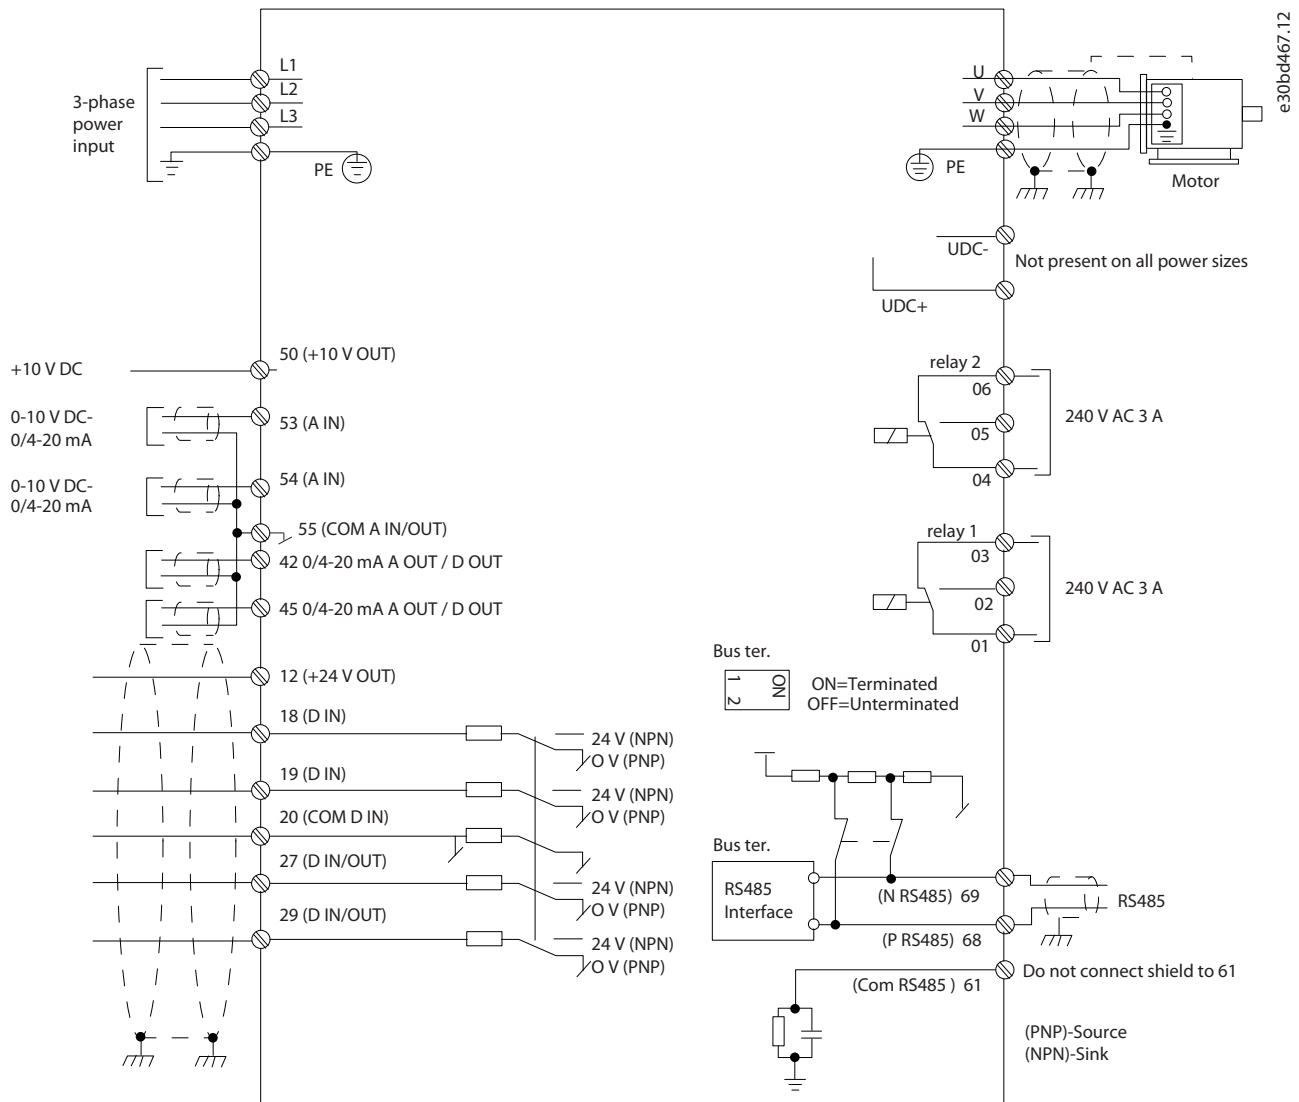 e30bd467.12
L1
L2
L3
3-phase
power
input
PE
U
V
W
PE
Motor
UDC-
Not present on all power sizes
UDC+
+10 V DC
50 (+10 V OUT)
0-10 V DC-
0/4-20 mA
53 (A IN)
0-10 V DC-
0/4-20 mA
54 (A IN)
55 (COM A IN/OUT)
42 0/4-20 mA A OUT / D OUT
45 0/4-20 mA A OUT / D OUT
12 (+24 V OUT)
18 (D IN)
24 V (NPN)
O V (PNP)
19 (D IN)
24 V (NPN)
O V (PNP)
20 (COM D IN)
27 (D IN/OUT)
24 V (NPN)
O V (PNP)
29 (D IN/OUT)
24 V (NPN)
O V (PNP)
relay 2
06
05
04
240 V AC 3 A
relay 1
03
02
01
240 V AC 3 A
Bus ter.
1
2
ON
ON=Terminated
OFF=Unterminated
Bus ter.
RS485
Interface
(N RS485) 69
RS485
(P RS485) 68
(Com RS485 ) 61
Do not connect shield to 61
(PNP)-Source
(NPN)-Sink